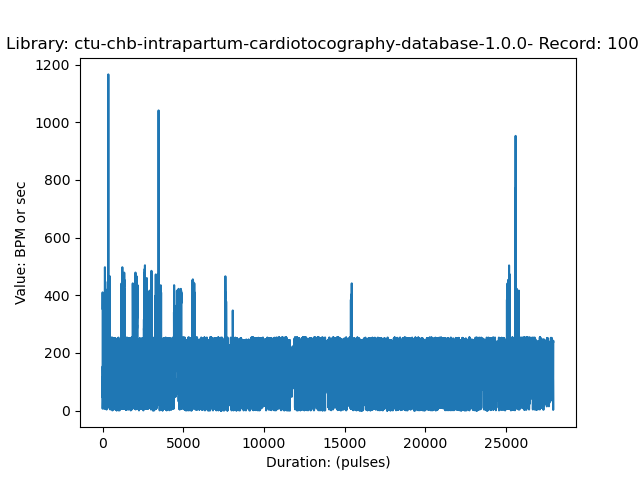 Library: ctu-chb-intrapartum-cardiotocography-database-1.0.0- Record: 100
1200
1000
800
600
400
200
0
Value: BPM or sec
0 5000 10000 15000 20000 25000
Duration: (pulses)